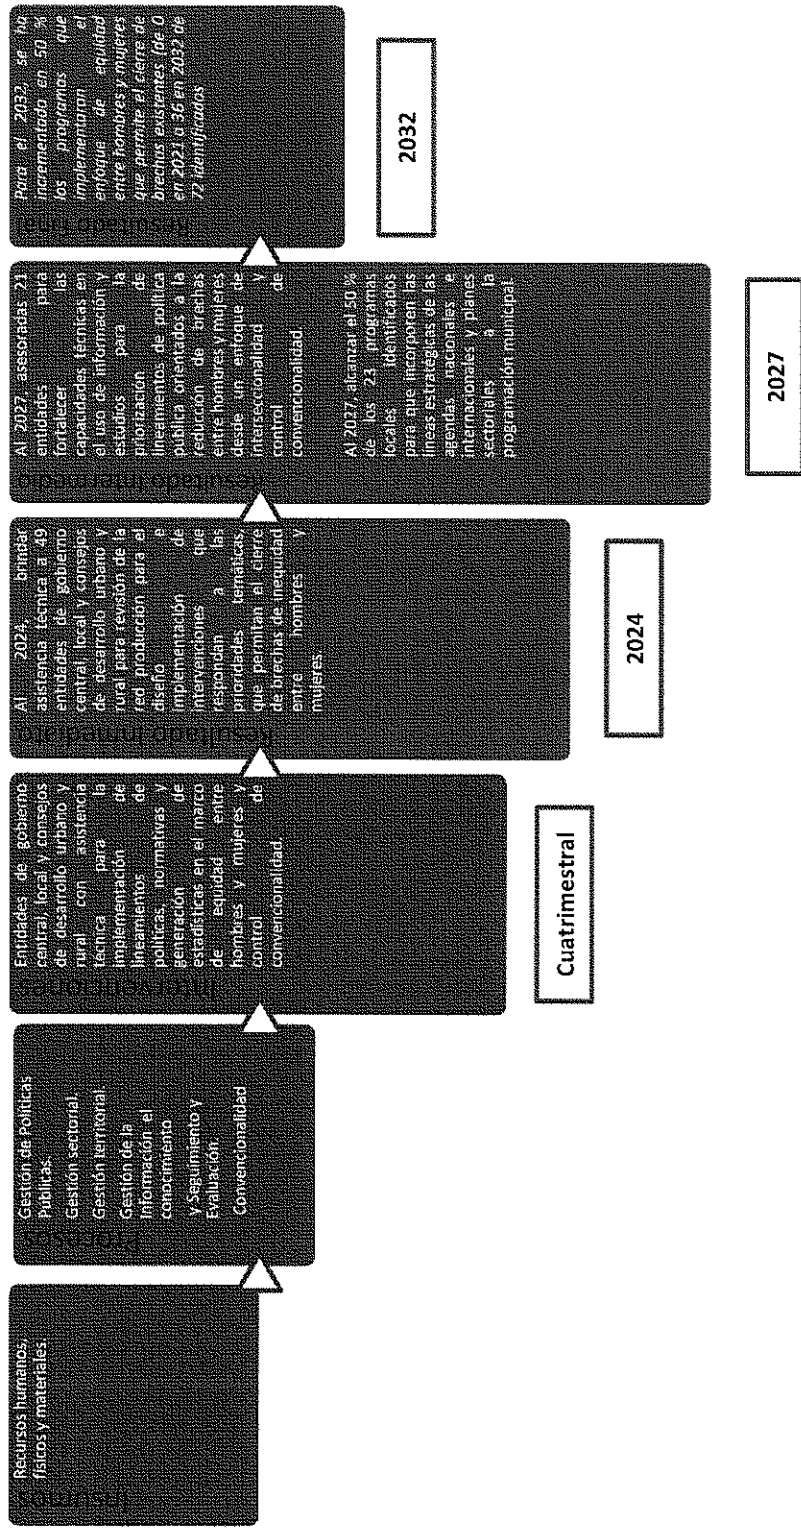 Insumos
Recursos humanos,
físicos y materiales.
Procesos
Gestión de Políticas
Públicas.
Gestión sectorial.
Gestión territorial.
Gestión de la
Información el
conocimiento
y Seguimiento y
Evaluación.
Convencionalidad
Intervenciones
Entidades de gobierno
central, local y consejos
de desarrollo urbano y
rural con asistencia
técnica para la
implementación de
lineamientos de
políticas, normativas y
generación de
estadísticas en el marco
de equidad entre
hombres y mujeres y
control de
convencionalidad.
Cuatrimestral
Resultado Inmediato
Al 2024, brindar
asistencia técnica a 49
entidades de gobierno
central, local y consejos
de desarrollo urbano y
rural para revisión de la
red producción para el
diseño e
implementación de
intervenciones que
respondan a las
prioridades temáticas,
que permitan el cierre
de brechas de inequidad
entre hombres y
mujeres.
2024
Resultado Intermedio
Al 2027, asesoradas 21
entidades para
fortalecer las
capacidades técnicas en
el uso de información y
estudios para la
priorización de
lineamientos de política
pública orientados a la
reducción de brechas
entre hombres y mujeres
desde un enfoque de
interseccionalidad y
control de
convencionalidad.
Al 2027, alcanzar el 50 %
de los 23 programas
locales identificados
para que incorporen las
líneas estratégicas de las
agendas nacionales e
internacionales y planes
sectoriales a la
programación municipal.
2027
Resultado Final
Para el 2032, se ha
incrementado en 50 %
los programas que
implementaron el
enfoque de equidad
entre hombres y mujeres
que permite el cierre de
brechas existentes (de 0
en 2021 a 36 en 2032 de
72 identificados
2032